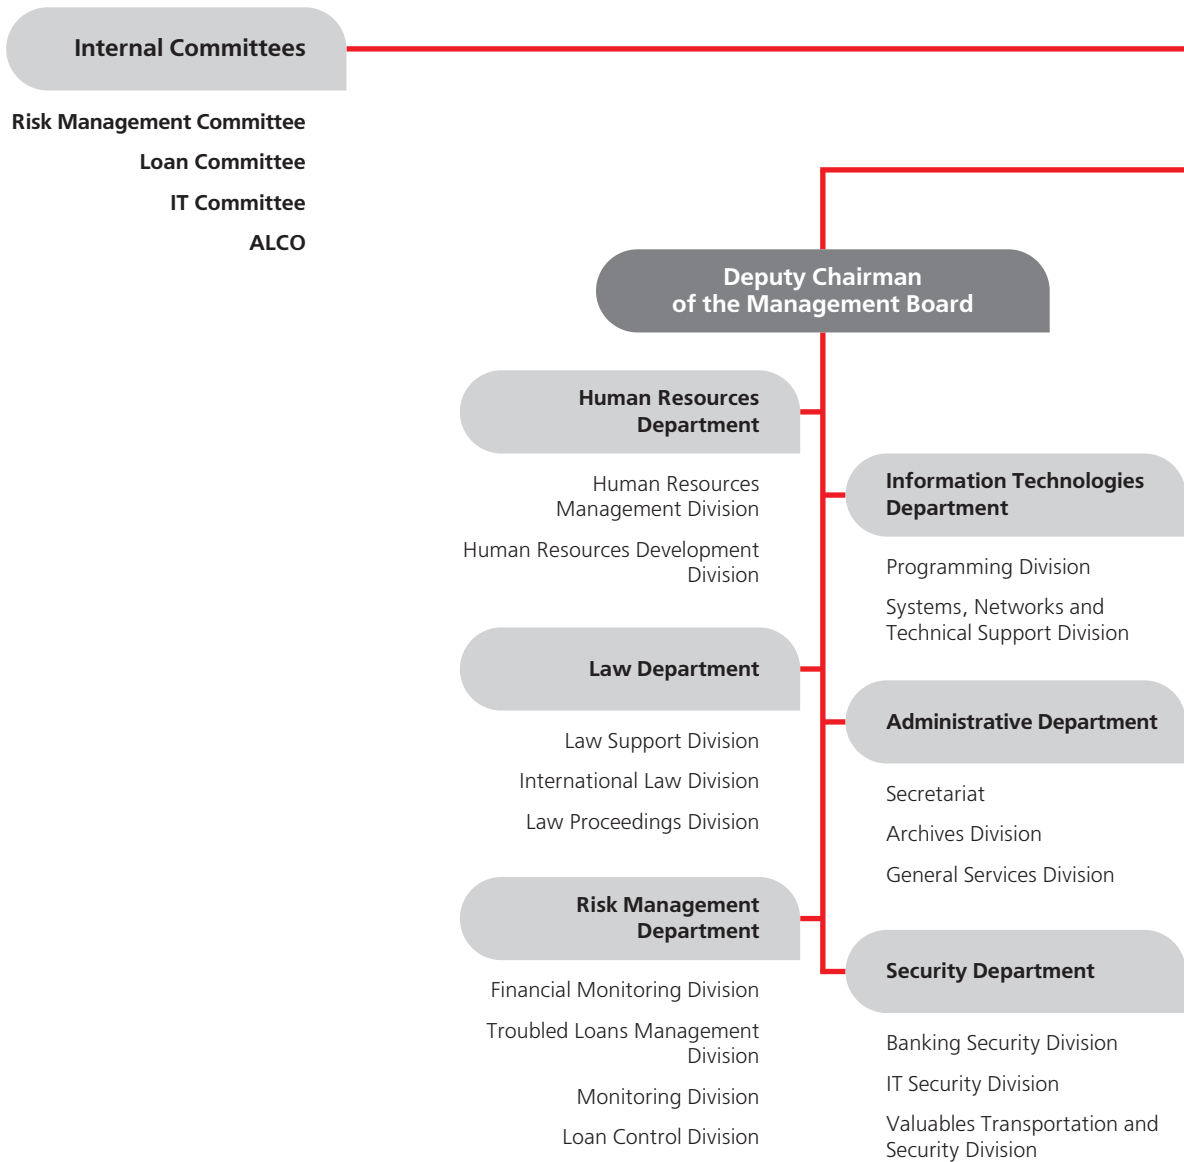 Internal Committees
Risk Management Committee
Loan Committee
IT Committee
ALCO
Deputy Chairman
of the Management Board
Human Resources
Department
Human Resources
Management Division
Human Resources Development
Division
Law Department
Law Support Division
International Law Division
Law Proceedings Division
Risk Management
Department
Financial Monitoring Division
Troubled Loans Management
Division
Monitoring Division
Loan Control Division
Information Technologies
Department
Programming Division
Systems, Networks and
Technical Support Division
Administrative Department
Secretariat
Archives Division
General Services Division
Security Department
Banking Security Division
IT Security Division
Valuables Transportation and
Security Division